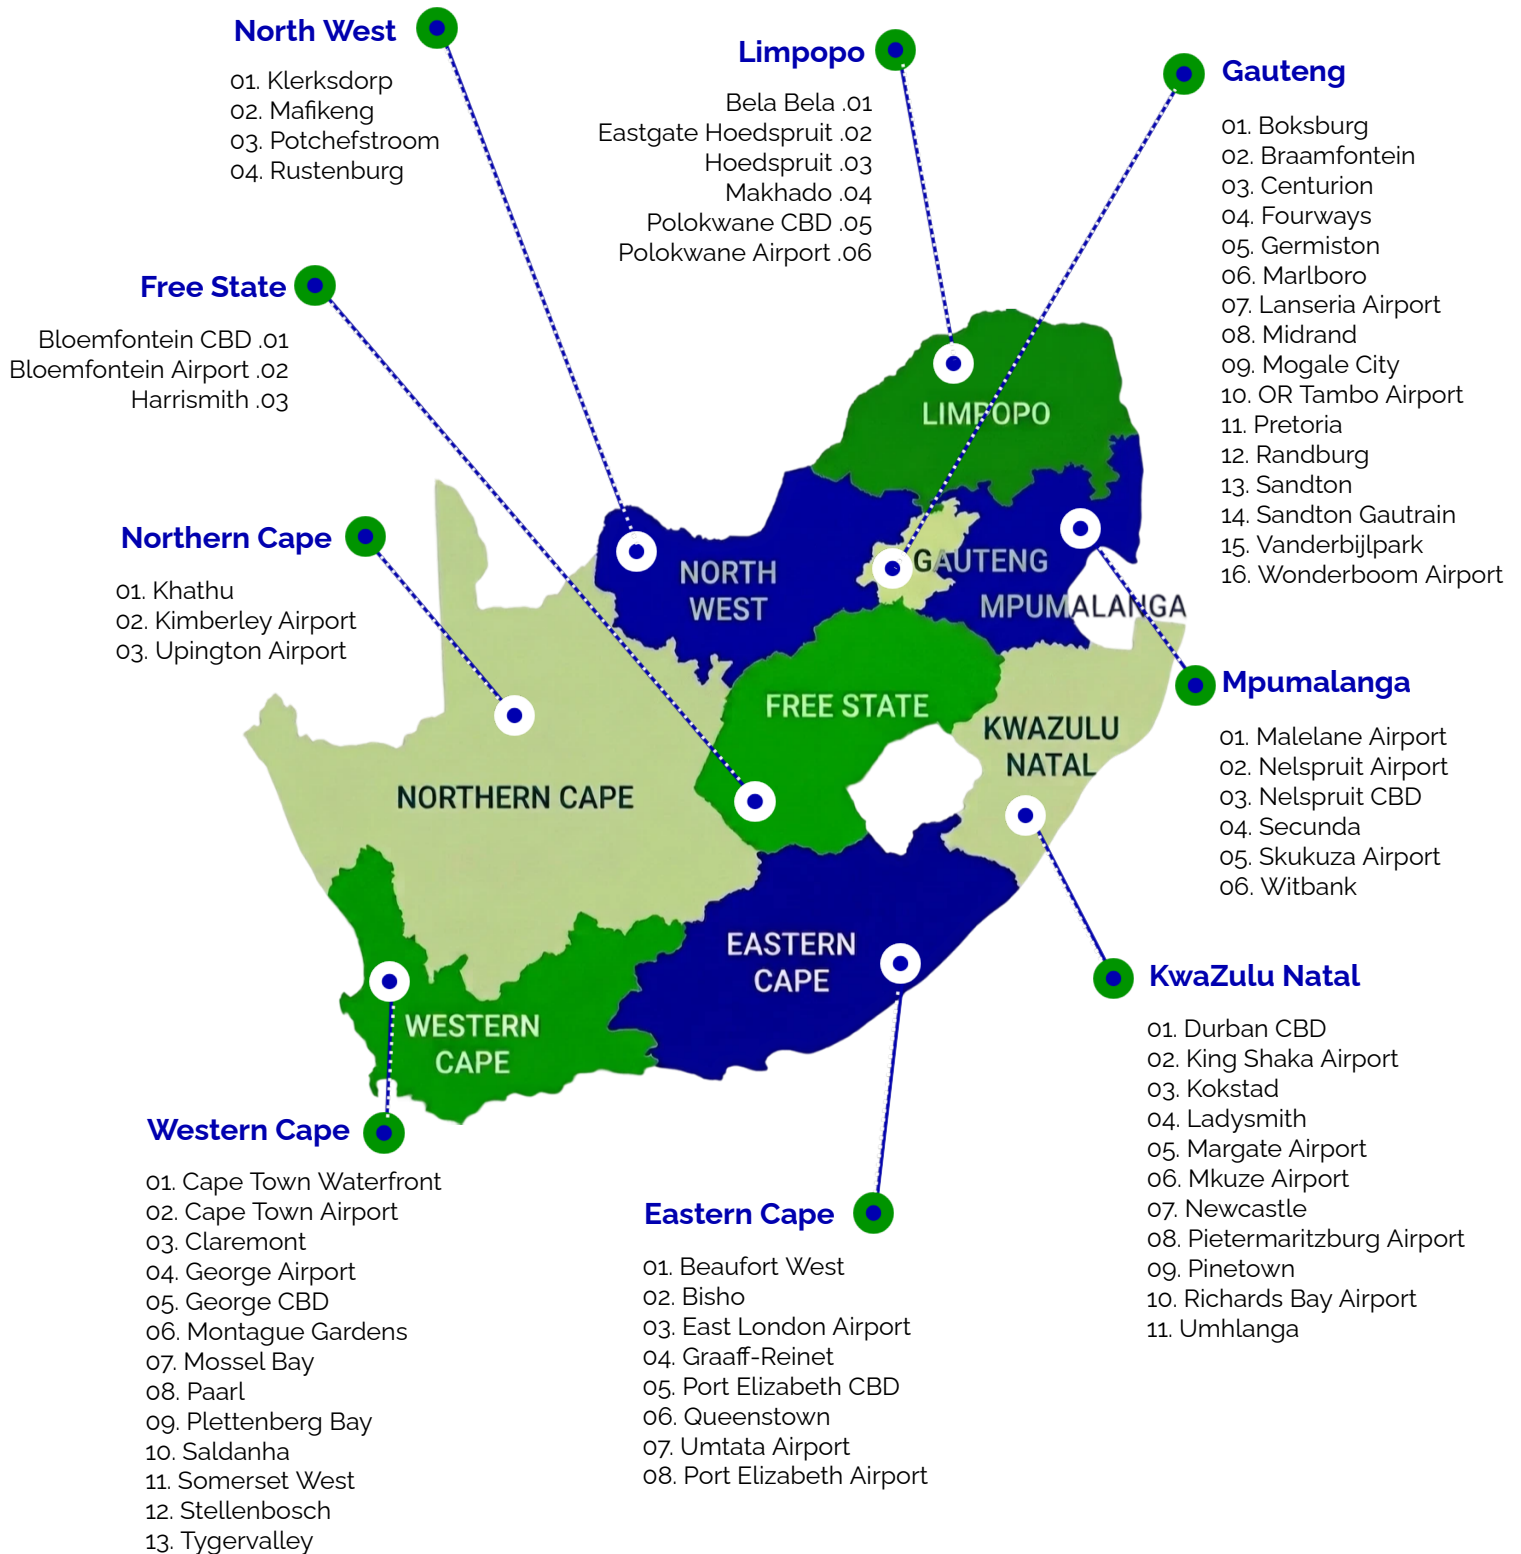 North West
01. Klerksdorp
02. Mafikeng
03. Potchefstroom
04. Rustenburg
Limpopo
Bela Bela .01
Eastgate Hoedspruit .02
Hoedspruit .03
Makhado .04
Polokwane CBD .05
Polokwane Airport .06
Gauteng
01. Boksburg
02. Braamfontein
03. Centurion
04. Fourways
05. Germiston
06. Marlboro
07. Lanseria Airport
08. Midrand
09. Mogale City
10. OR Tambo Airport
11. Pretoria
12. Randburg
13. Sandton
14. Sandton Gautrain
15. Vanderbijlpark
16. Wonderboom Airport
Free State
Bloemfontein CBD .01
Bloemfontein Airport .02
Harrismith .03
Northern Cape
01. Khathu
02. Kimberley Airport
03. Upington Airport
LIMPOPO
NORTH
WEST
GAUTENG
MPUMALANGA
FREE STATE
KWAZULU
NATAL
NORTHERN CAPE
EASTERN
CAPE
WESTERN
CAPE
Mpumalanga
01. Malelane Airport
02. Nelspruit Airport
03. Nelspruit CBD
04. Secunda
05. Skukuza Airport
06. Witbank
KwaZulu Natal
01. Durban CBD
02. King Shaka Airport
03. Kokstad
04. Ladysmith
05. Margate Airport
06. Mkuze Airport
07. Newcastle
08. Pietermaritzburg Airport
09. Pinetown
10. Richards Bay Airport
11. Umhlanga
Western Cape
01. Cape Town Waterfront
02. Cape Town Airport
03. Claremont
04. George Airport
05. George CBD
06. Montague Gardens
07. Mossel Bay
08. Paarl
09. Plettenberg Bay
10. Saldanha
11. Somerset West
12. Stellenbosch
13. Tygervalley
Eastern Cape
01. Beaufort West
02. Bisho
03. East London Airport
04. Graaff-Reinet
05. Port Elizabeth CBD
06. Queenstown
07. Umtata Airport
08. Port Elizabeth Airport